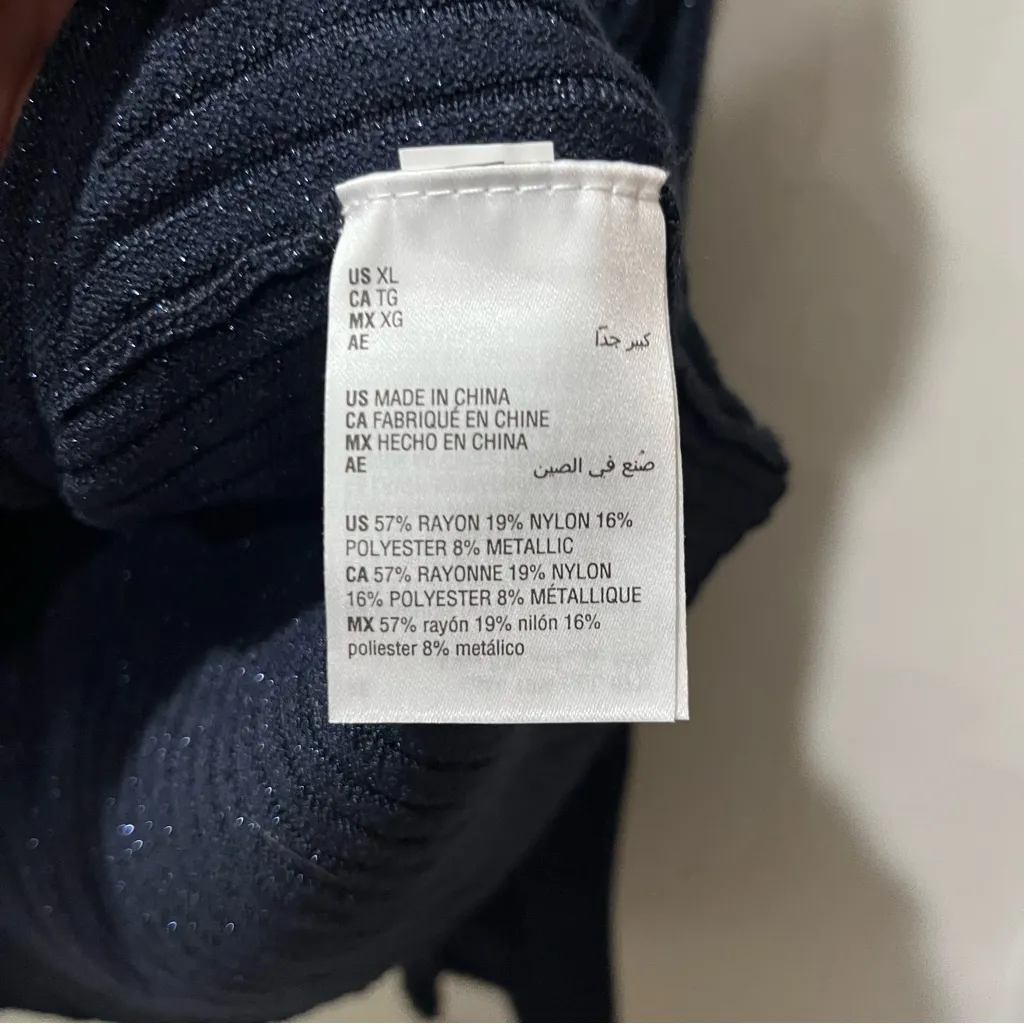 US XL
CA TG
MX XG
AE كبير جدًا
US MADE IN CHINA
CA FABRIQUÉ EN CHINE
MX HECHO EN CHINA
AE صُنع في الصين
US 57% RAYON 19% NYLON 16%
POLYESTER 8% METALLIC
CA 57% RAYONNE 19% NYLON
16% POLYESTER 8% MÉTALLIQUE
MX 57% rayón 19% nilón 16%
poliester 8% metálico